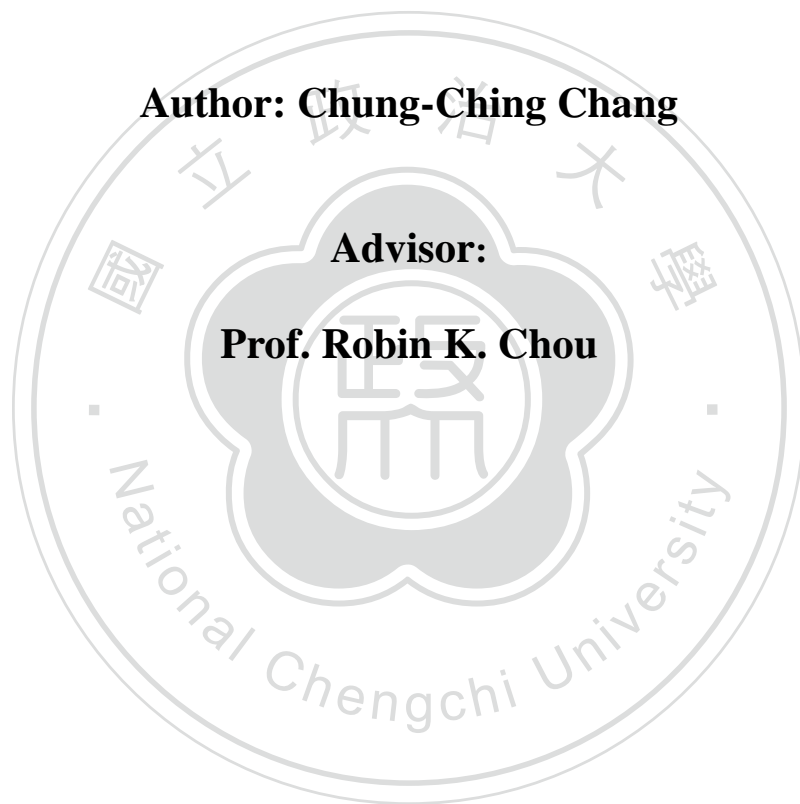 Author: Chung-Ching Chang
Advisor:
Prof. Robin K. Chou
國立政治大學
National Chengchi University